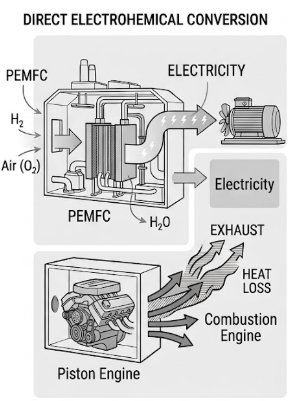 DIRECT ELECTROHEMICAL CONVERSION
PEMFC
ELECTRICITY
H₂
Air (O₂)
PEMFC
H₂O
Electricity
EXHAUST
HEAT
LOSS
Combustion
Engine
Piston Engine